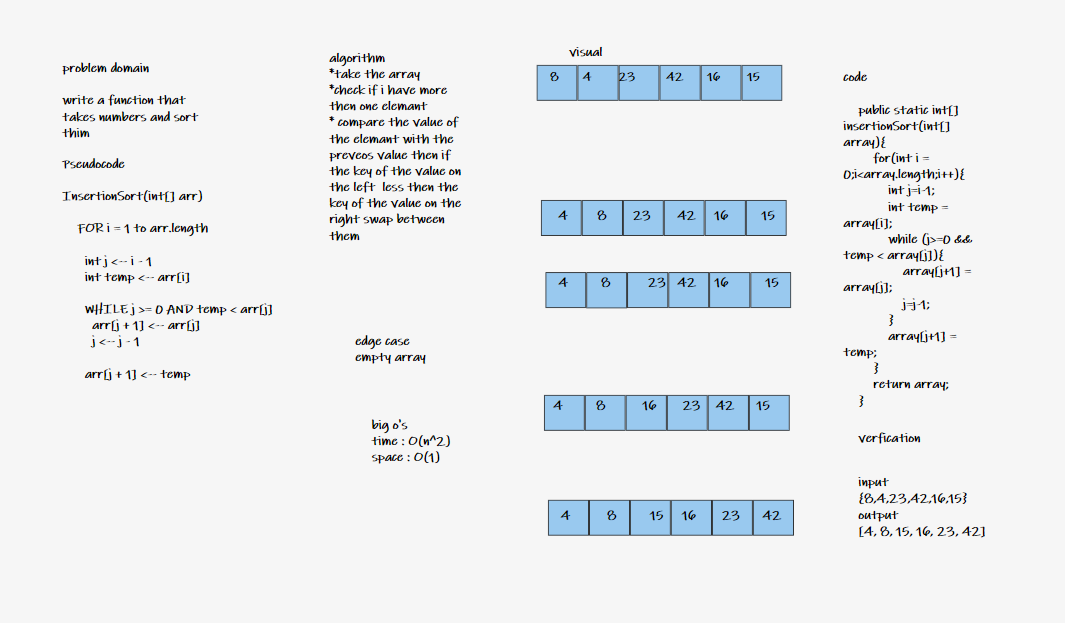 problem domain
write a function that
takes numbers and sort
thim
Pseudocode
InsertionSort(int[] arr)
FOR i = 1 to arr.length
int j <-- i - 1
int temp <-- arr[i]
WHILE j >= 0 AND temp < arr[j]
arr[j + 1] <-- arr[j]
j <-- j - 1
arr[j + 1] <-- temp
algorithm
*take the array
*check if i have more
then one elemant
* compare the value of
the elemant with the
preveos value then if
the key of the value on
the left less then the
key of the value on the
right swap between
them
edge case
empty array
big o's
time : O(n^2)
space : O(1)
visual
8 4 23 42 16 15
4 8 23 42 16 15
4 8 23 42 16 15
4 8 16 23 42 15
4 8 15 16 23 42
code
public static int[]
insertionSort(int[]
array){
for(int i =
0;i<array.length;i++){
int j=i-1;
int temp =
array[i];
while (j>=0 &&
temp < array[j]){
array[j+1] =
array[j];
j=j-1;
}
array[j+1] =
temp;
}
return array;
}
verfication
input
{8,4,23,42,16,15}
output
[4, 8, 15, 16, 23, 42]